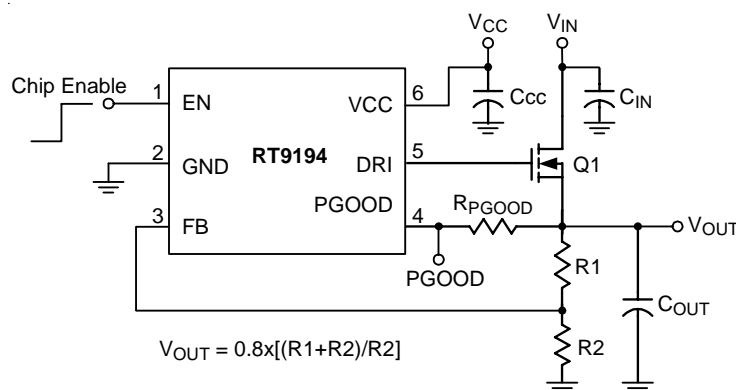 VCC
VIN
Chip Enable
1
EN
VCC
6
CCC
CIN
2
GND
RT9194
DRI
5
Q1
PGOOD
RPGOOD
3
FB
4
VOUT
PGOOD
R1
COUT
VOUT = 0.8x[(R1+R2)/R2]
R2